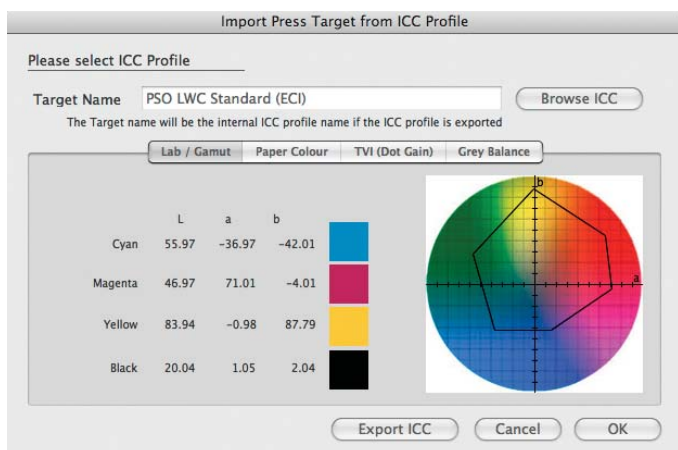 Import Press Target from ICC Profile
Please select ICC Profile
Target Name PSO LWC Standard (ECI) Browse ICC
The Target name will be the internal ICC profile name if the ICC profile is exported
Lab / Gamut Paper Colour TVI (Dot Gain) Grey Balance
b
L a b
Cyan 55.97 -36.97 -42.01
Magenta 46.97 71.01 -4.01
a
Yellow 83.94 -0.98 87.79
Black 20.04 1.05 2.04
Export ICC Cancel OK